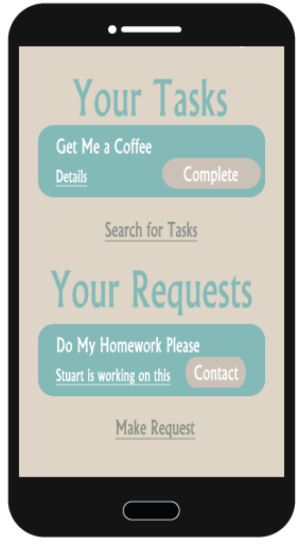 Your Tasks
Get Me a Coffee
Details
Complete
Search for Tasks
Your Requests
Do My Homework Please
Stuart is working on this
Contact
Make Request